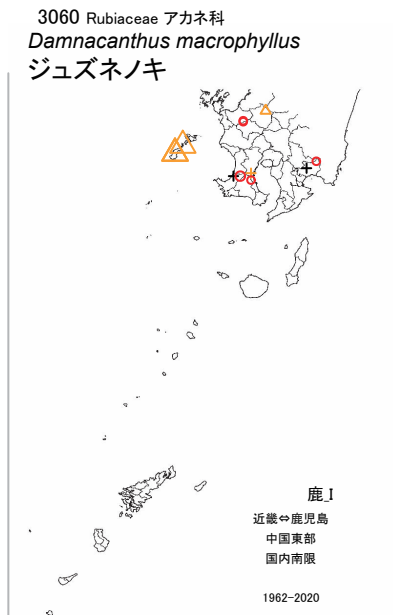 3060 Rubiaceae アカネ科
Damnacanthus macrophyllus
ジュズネノキ
鹿_I
近畿⇔鹿児島
中国東部
国内南限
1962-2020